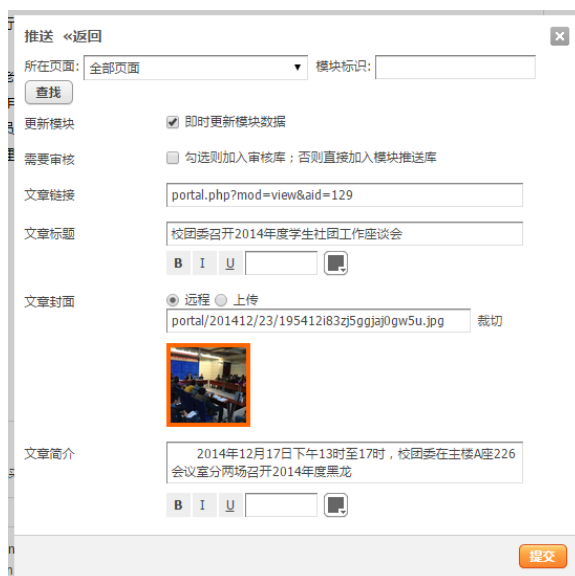 推送 «返回
所在页面: 全部页面 模块标识:
查找
更新模块 即时更新模块数据
需要审核 勾选则加入审核库；否则直接加入模块推送库
文章链接 portal.php?mod=view&aid=129
文章标题 校团委召开2014年度学生社团工作座谈会
B I U
文章封面 远程 上传
portal/201412/23/195412i83zj5ggjaj0gw5u.jpg 裁切
文章简介 2014年12月17日下午13时至17时，校团委在主楼A座226
会议室分两场召开2014年度黑龙
B I U
提交